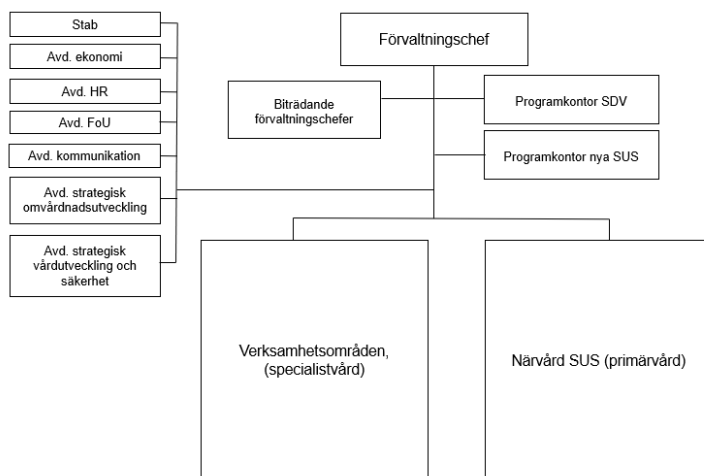 Stab
Avd. ekonomi
Avd. HR
Avd. FoU
Avd. kommunikation
Avd. strategisk
omvårdnadsutveckling
Avd. strategisk
vårdutveckling och
säkerhet
Förvaltningschef
Biträdande
förvaltningschefer
Programkontor SDV
Programkontor nya SUS
Verksamhetsområden,
(specialistvård)
Närvård SUS (primärvård)